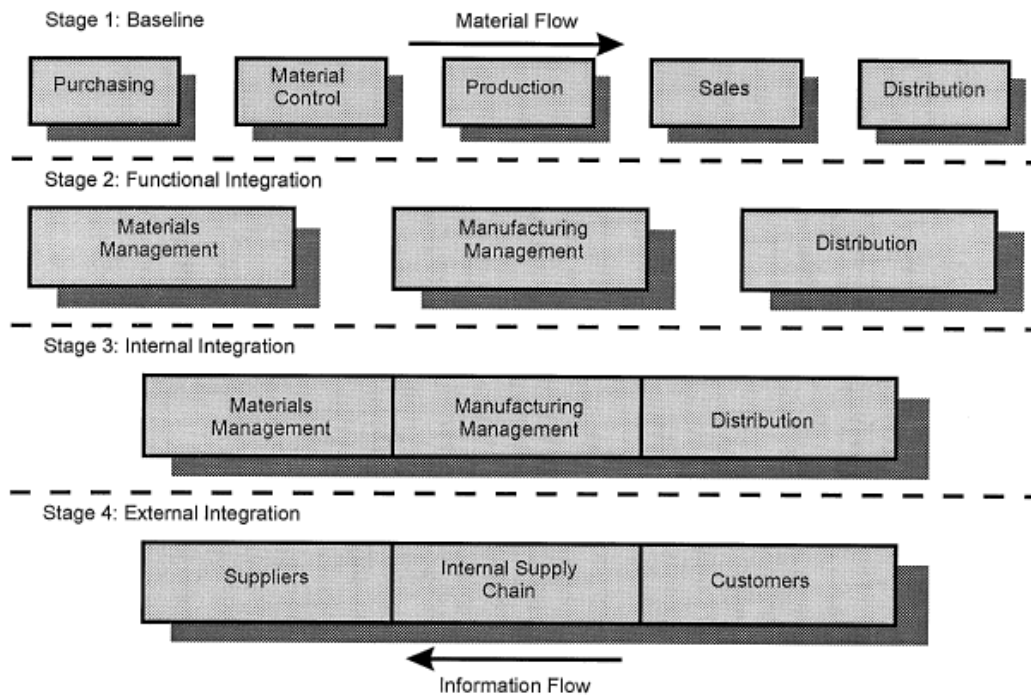 Stage 1: Baseline
Material Flow
Purchasing
Material
Control
Production
Sales
Distribution
Stage 2: Functional Integration
Materials
Management
Manufacturing
Management
Distribution
Stage 3: Internal Integration
Materials
Management
Manufacturing
Management
Distribution
Stage 4: External Integration
Suppliers
Internal Supply
Chain
Customers
Information Flow